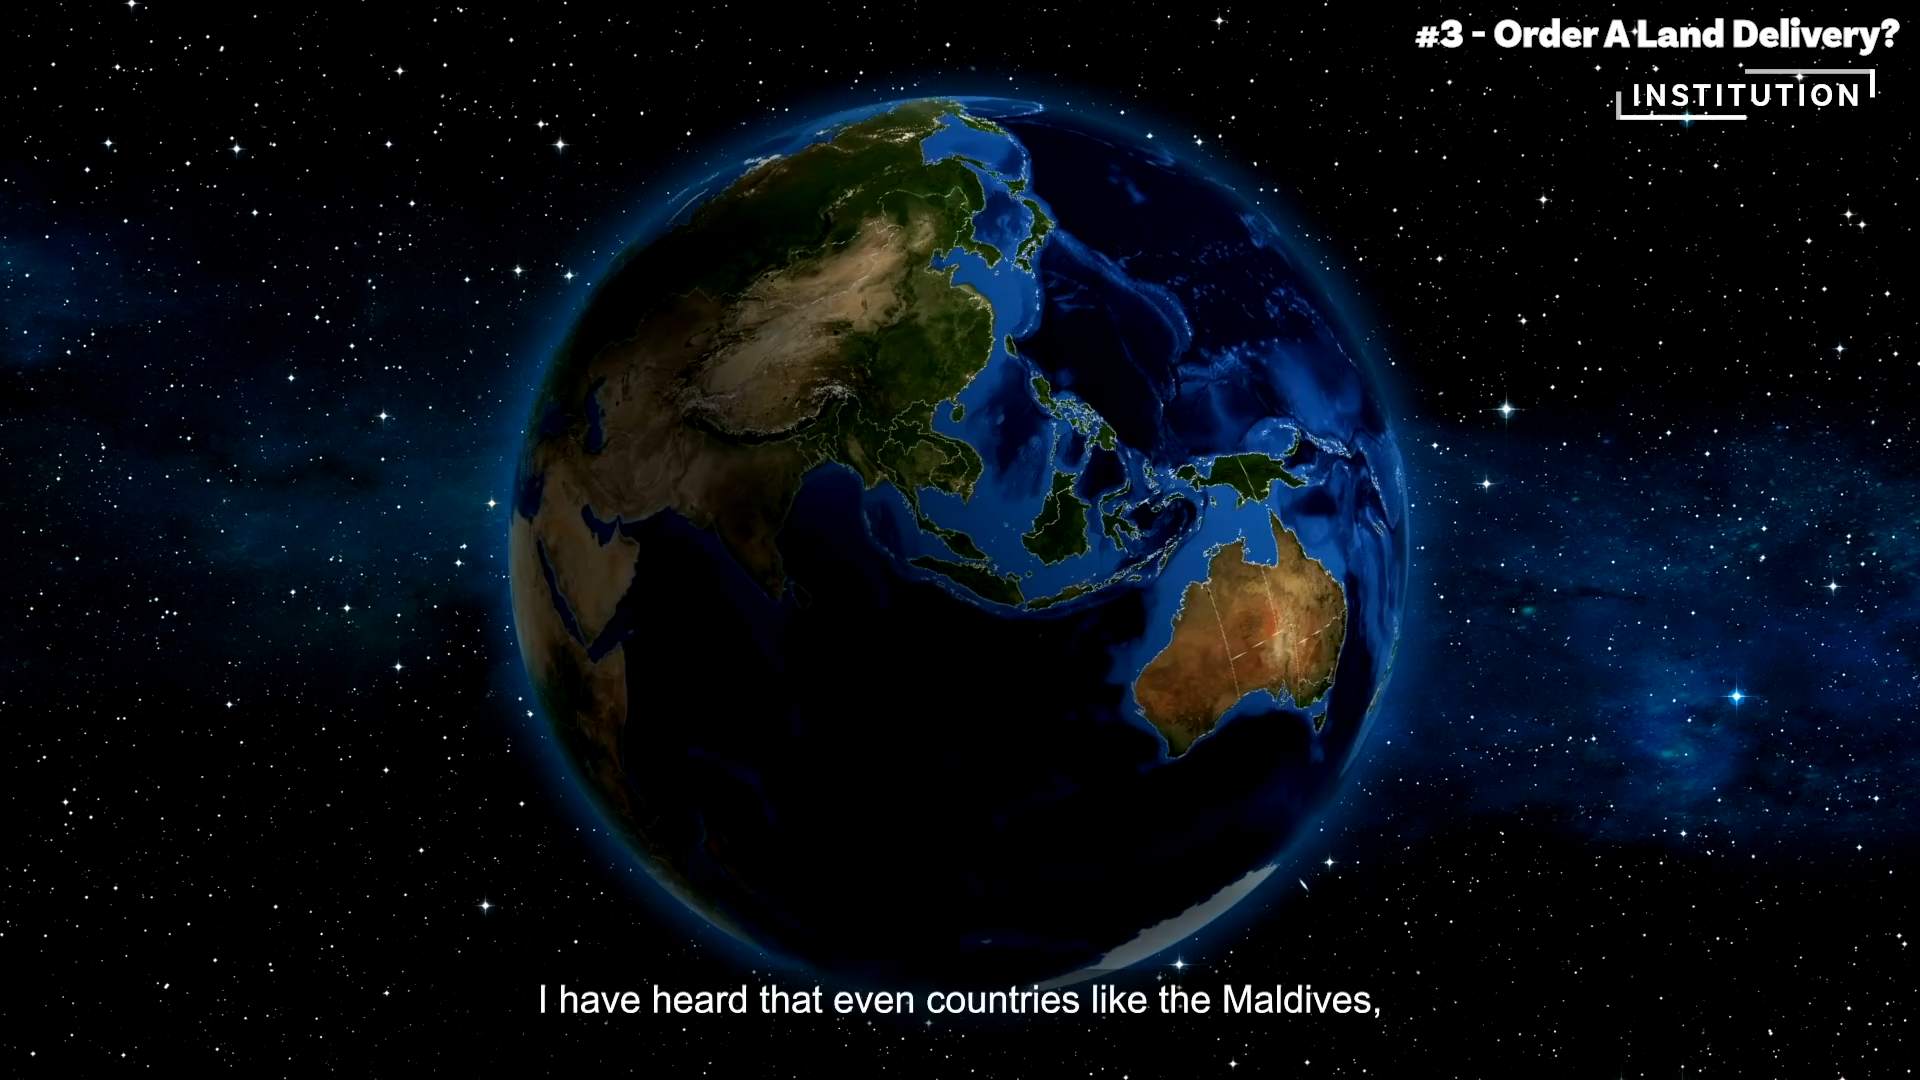 #3 - Order A Land Delivery?
INSTITUTION
I have heard that even countries like the Maldives,